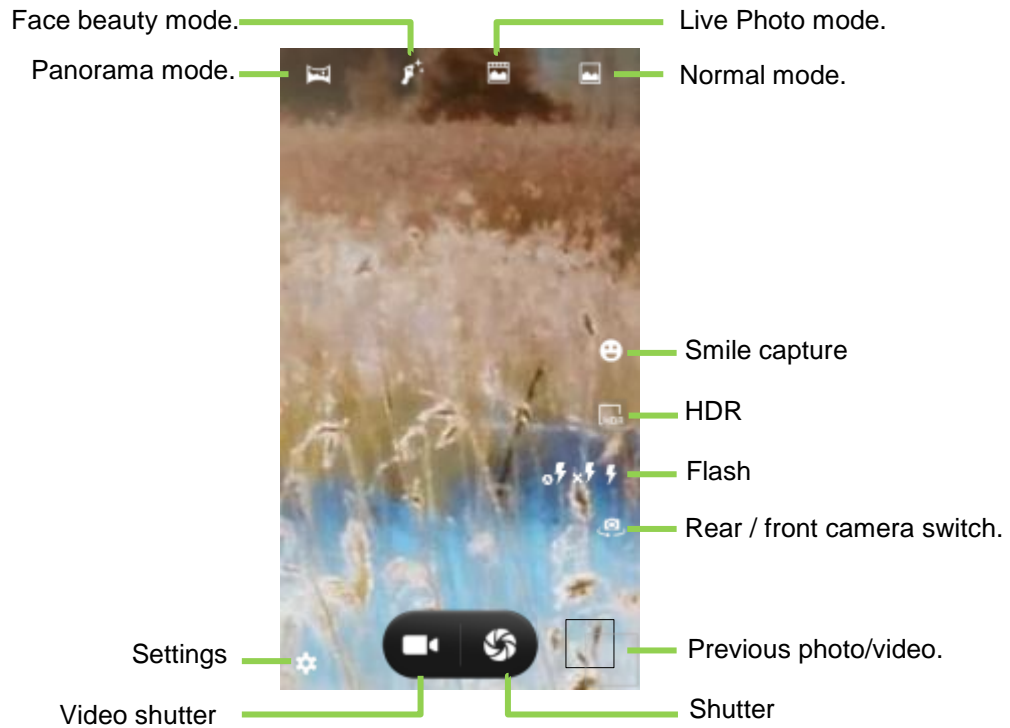 Face beauty mode.
Live Photo mode.
Panorama mode.
Normal mode.
Smile capture
HDR
HDR
Flash
Rear / front camera switch.
Settings
Previous photo/video.
Video shutter
Shutter